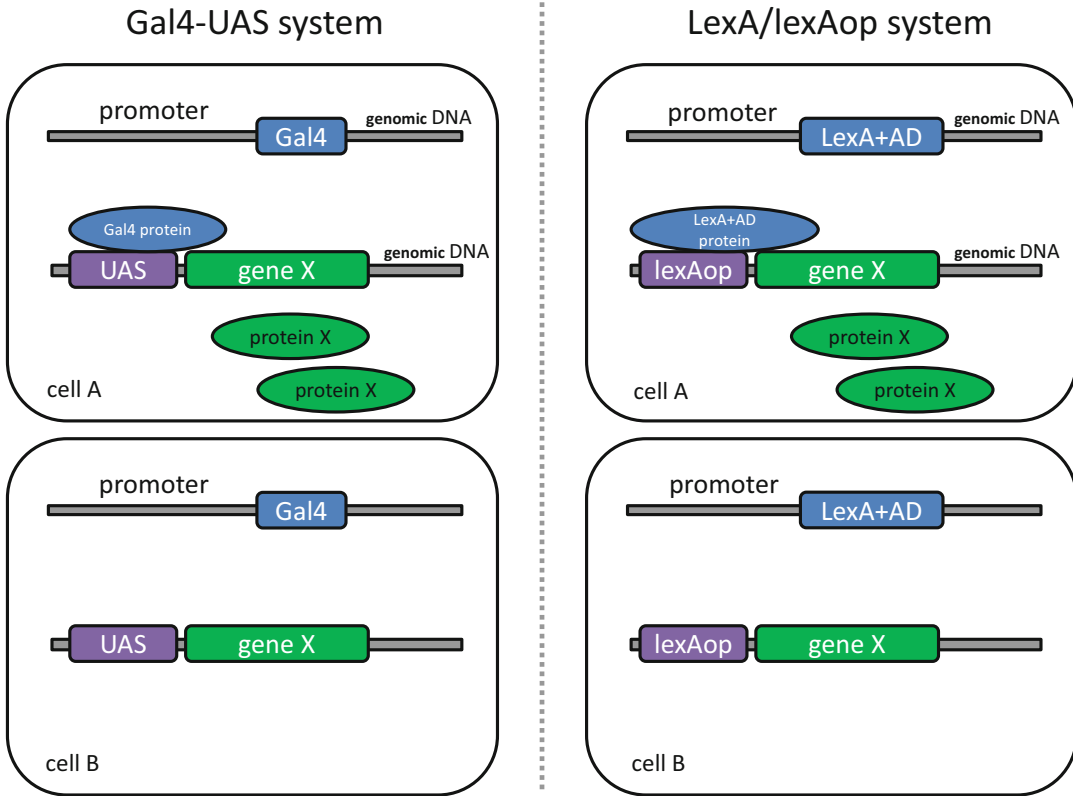 Gal4-UAS system
promoter
genomic DNA
Gal4
Gal4 protein
genomic DNA
UAS
gene X
protein X
protein X
cell A
promoter
Gal4
UAS
gene X
cell B
LexA/lexAop system
promoter
genomic DNA
LexA+AD
LexA+AD
protein
genomic DNA
lexAop
gene X
protein X
protein X
cell A
promoter
LexA+AD
lexAop
gene X
cell B